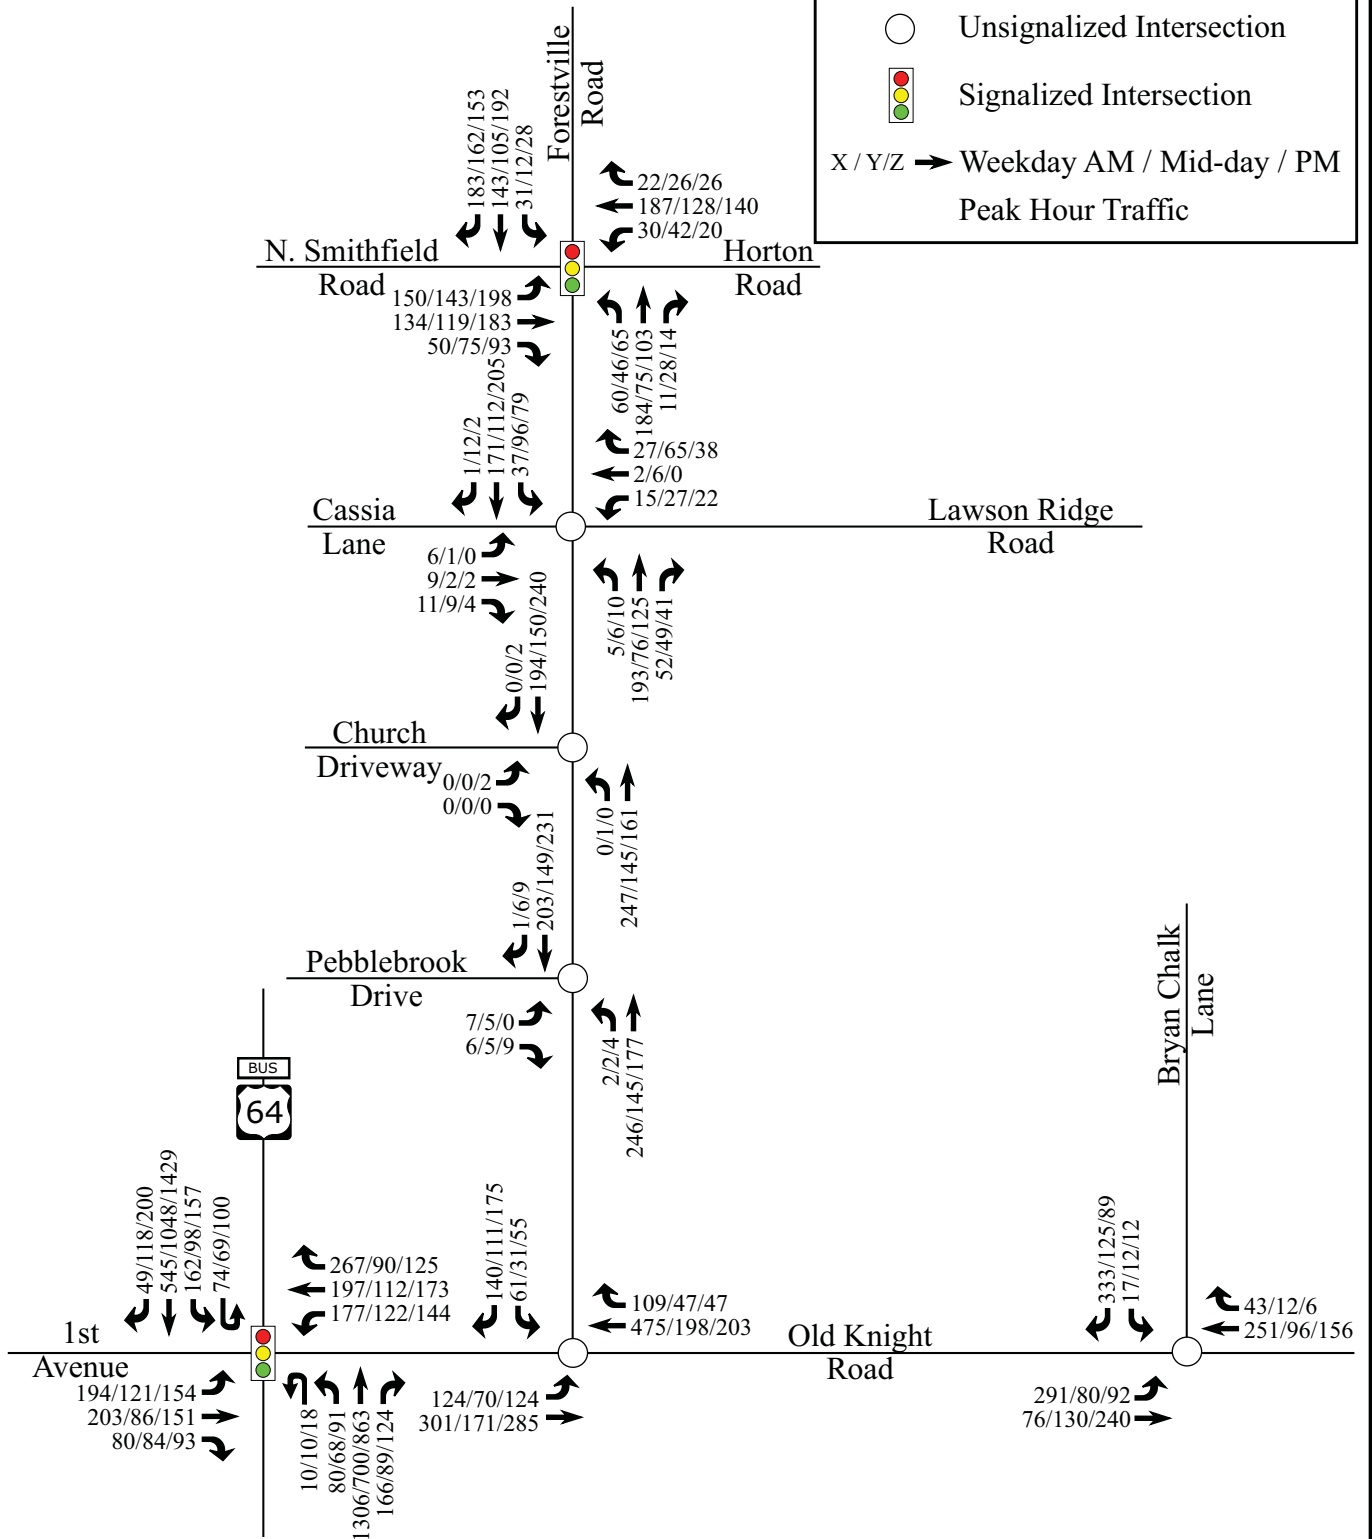 Unsignalized Intersection
Signalized Intersection
X / Y/Z Weekday AM / Mid-day / PM
Peak Hour Traffic
Forestville
Road
183/162/153
143/105/192
31/12/28
22/26/26
187/128/140
30/42/20
N. Smithfield
Road
Horton
Road
150/143/198
134/119/183
50/75/93
60/46/65
184/75/103
11/28/14
1/12/2
171/112/205
37/96/79
27/65/38
2/6/0
15/27/22
Cassia
Lane
Lawson Ridge
Road
6/1/0
9/2/2
11/9/4
5/6/10
193/76/125
52/49/41
0/0/2
194/150/240
Church
Driveway
0/0/2
0/0/0
0/1/0
247/145/161
1/6/9
203/149/231
Pebblebrook
Drive
7/5/0
6/5/9
2/2/4
246/145/177
Bryan Chalk
Lane
BUS
64
49/118/200
545/1048/1429
162/98/157
74/69/100
267/90/125
197/112/173
177/122/144
140/111/175
61/31/55
109/47/47
475/198/203
333/125/89
17/12/12
43/12/6
251/96/156
1st
Avenue
Old Knight
Road
194/121/154
203/86/151
80/84/93
10/10/18
80/68/91
1306/700/863
166/89/124
124/70/124
301/171/285
291/80/92
76/130/240